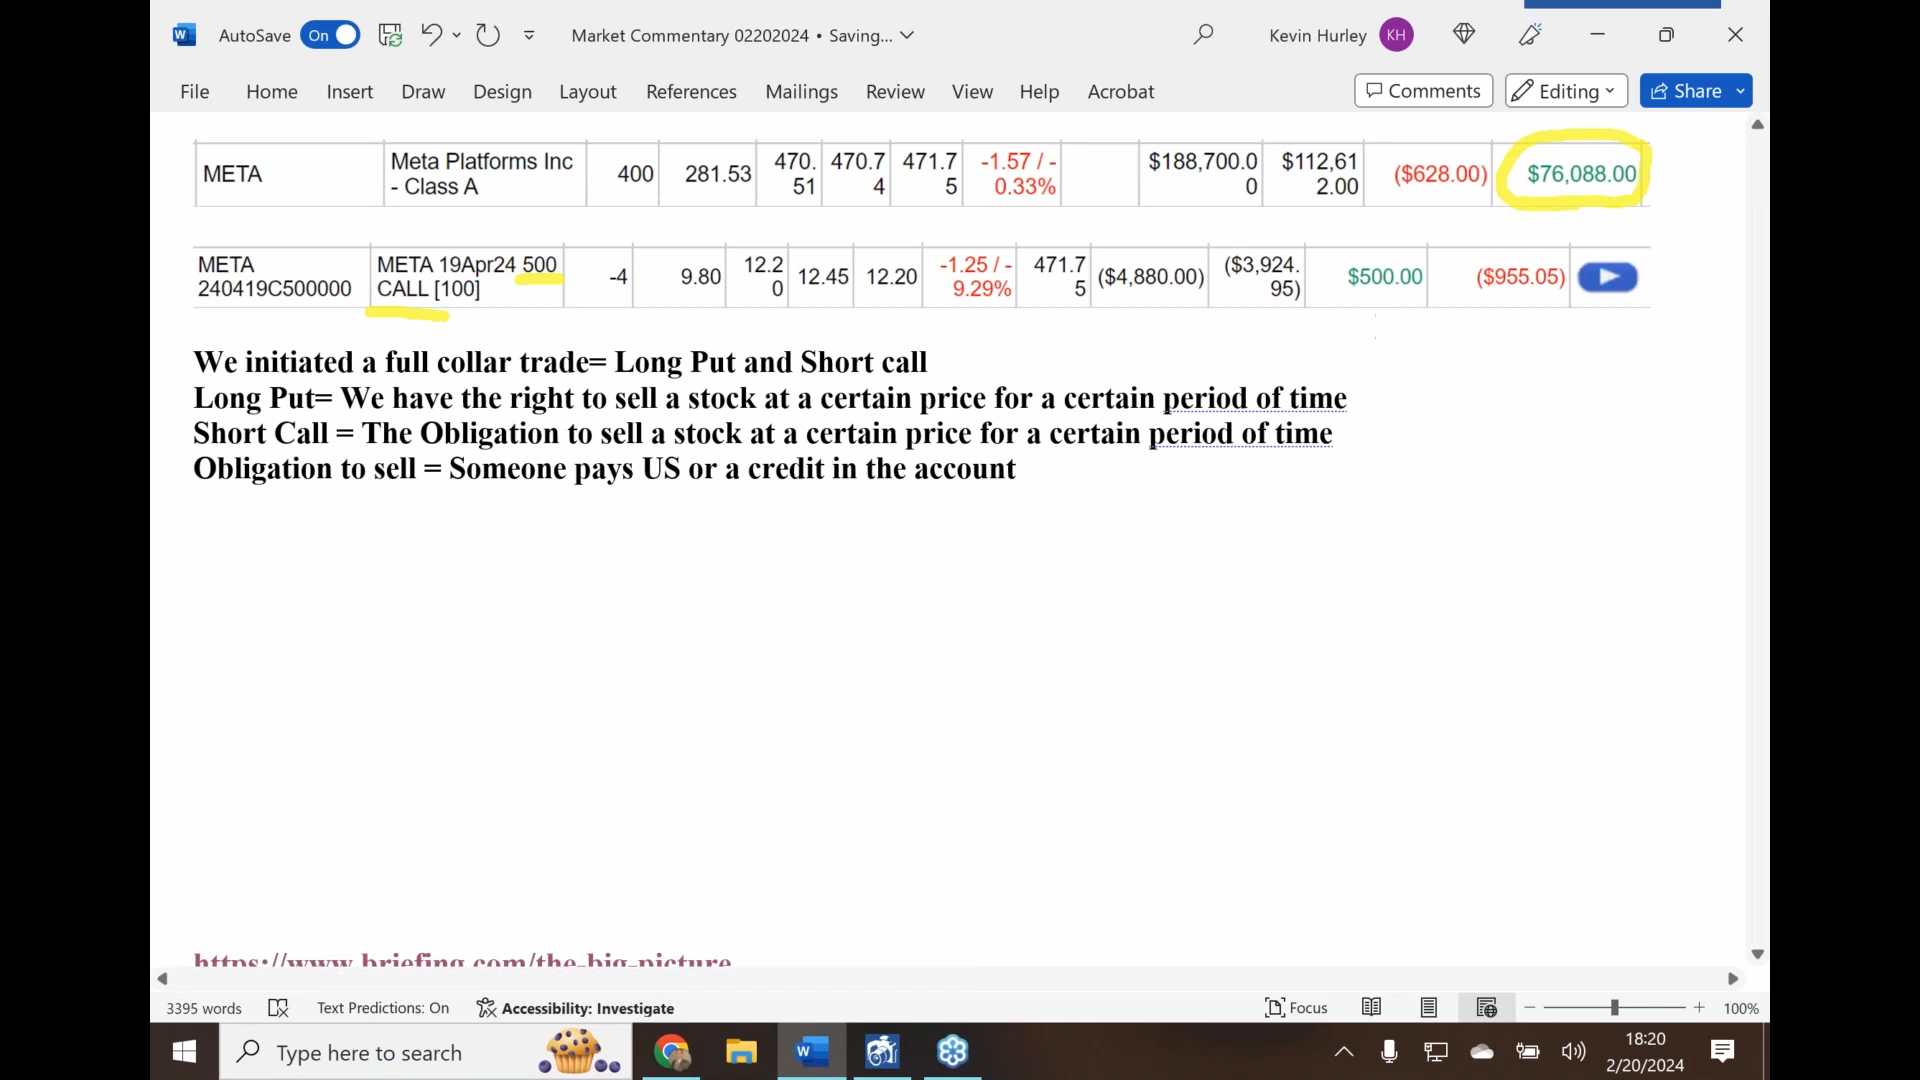 AutoSave On Market Commentary 02202024 • Saving... Kevin Hurley KH
File Home Insert Draw Design Layout References Mailings Review View Help Acrobat Comments Editing Share
META Meta Platforms Inc - Class A 400 281.53 470.51 470.74 471.75 -1.57 / -0.33% $188,700.00 $112,612.00 ($628.00) $76,088.00
META 240419C500000 META 19Apr24 500 CALL [100] -4 9.80 12.20 12.45 12.20 -1.25 / -9.29% 471.75 ($4,880.00) ($3,924.95) $500.00 ($955.05)
We initiated a full collar trade= Long Put and Short call
Long Put= We have the right to sell a stock at a certain price for a certain period of time
Short Call = The Obligation to sell a stock at a certain price for a certain period of time
Obligation to sell = Someone pays US or a credit in the account
https://www.briefing.com/the-big-picture
3395 words Text Predictions: On Accessibility: Investigate Focus 100%
Type here to search 18:20
2/20/2024